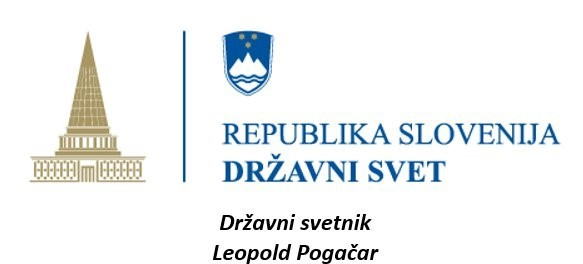 REPUBLIKA SLOVENIJA
DRŽAVNI SVET
Državni svetnik
Leopold Pogačar